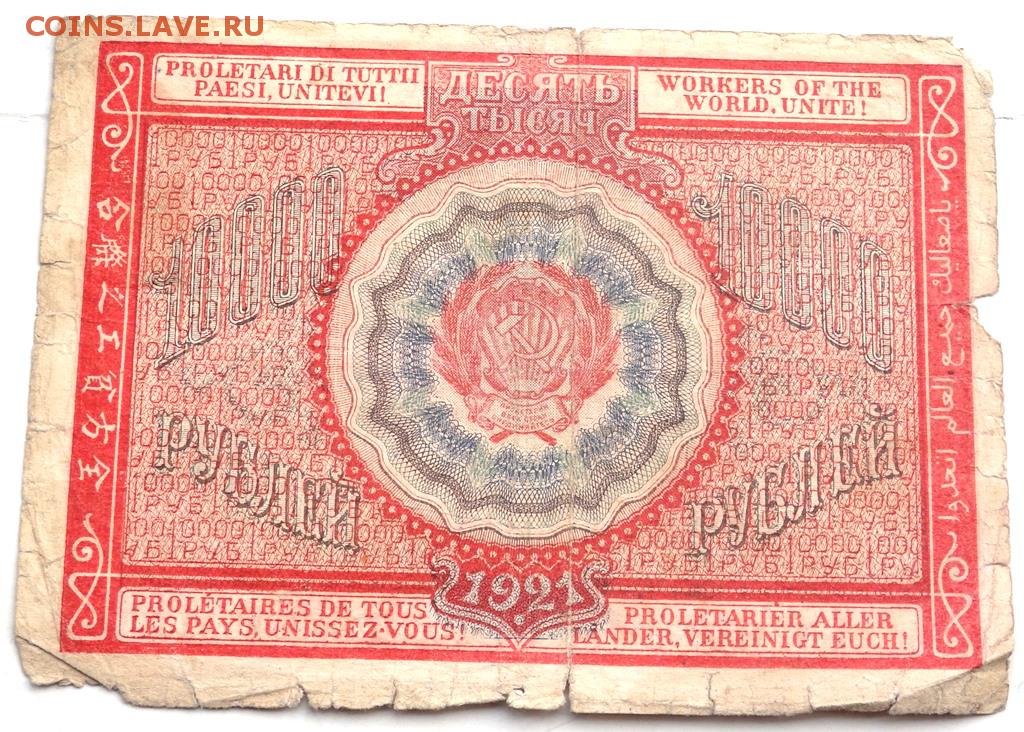 COINS.LAVE.RU
PROLETARI DI TUTTII
PAESI, UNITEVI!
ДЕСЯТЬ
ТЫСЯЧ
WORKERS OF THE
WORLD, UNITE!
10000
10000
рублей
рублей
1921
PROLÉTAIRES DE TOUS
LES PAYS, UNISSEZ-VOUS!
PROLETARIER ALLER
LÄNDER, VEREINIGT EUCH!